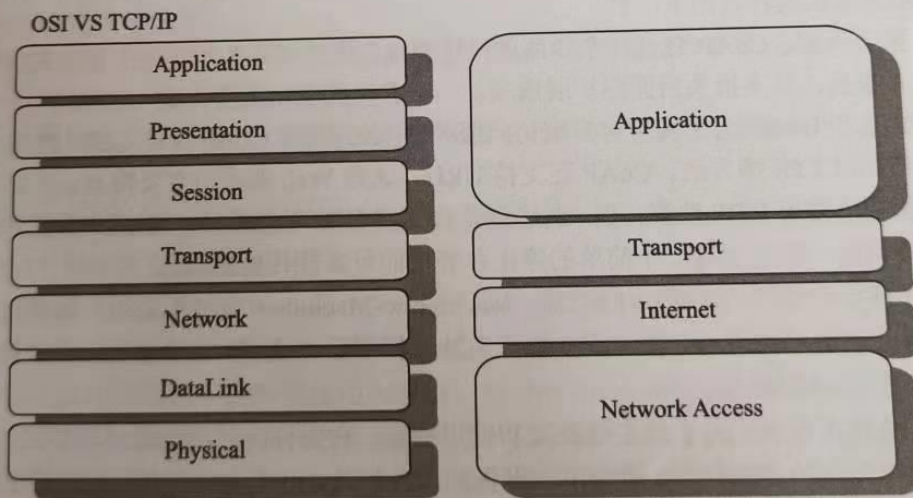 OSI VS TCP/IP
Application
Presentation
Session
Transport
Network
DataLink
Physical
Application
Transport
Internet
Network Access